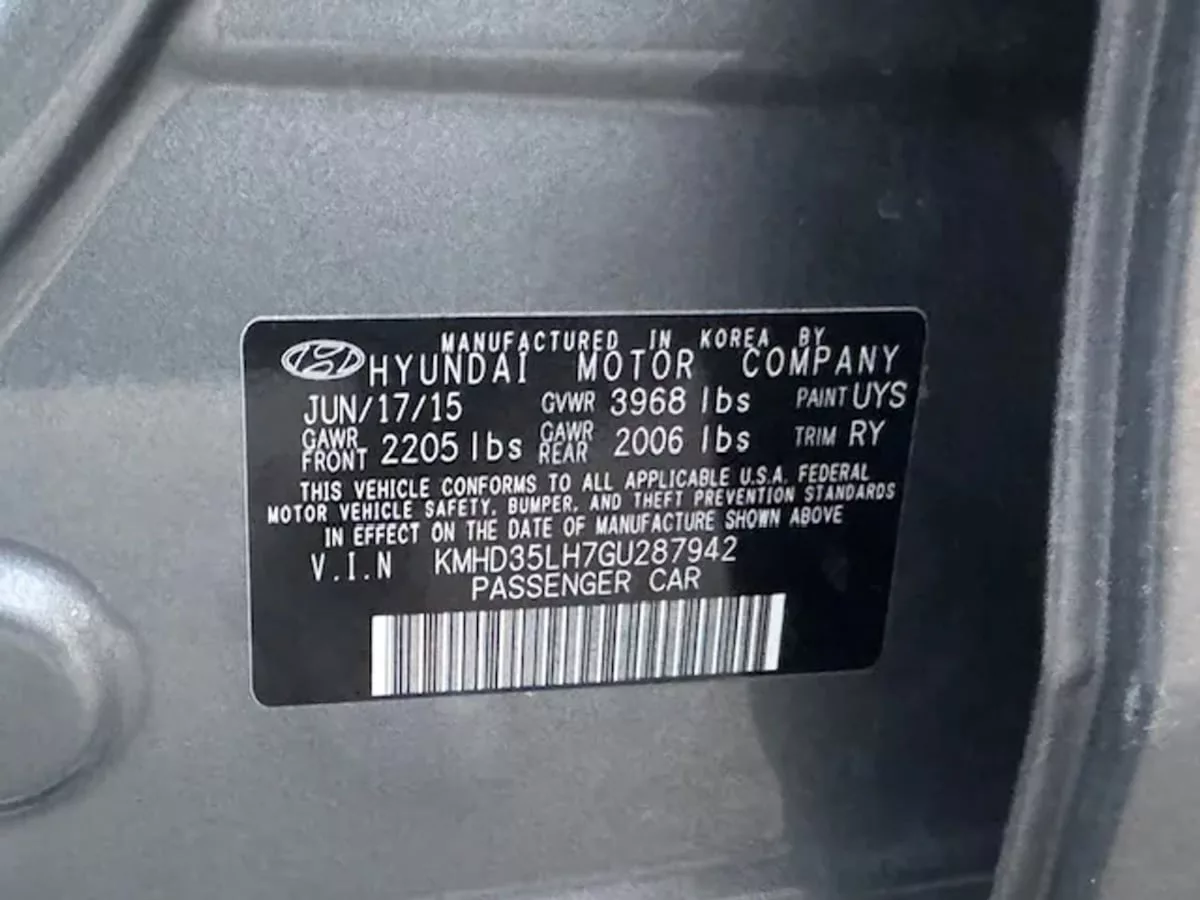 MANUFACTURED IN KOREA BY
HYUNDAI MOTOR COMPANY
JUN/17/15 GVWR 3968 lbs PAINT UYS
GAWR FRONT 2205 lbs GAWR REAR 2006 lbs TRIM RY
THIS VEHICLE CONFORMS TO ALL APPLICABLE U.S.A. FEDERAL
MOTOR VEHICLE SAFETY, BUMPER, AND THEFT PREVENTION STANDARDS
IN EFFECT ON THE DATE OF MANUFACTURE SHOWN ABOVE
V.I.N KMHD35LH7GU287942
PASSENGER CAR